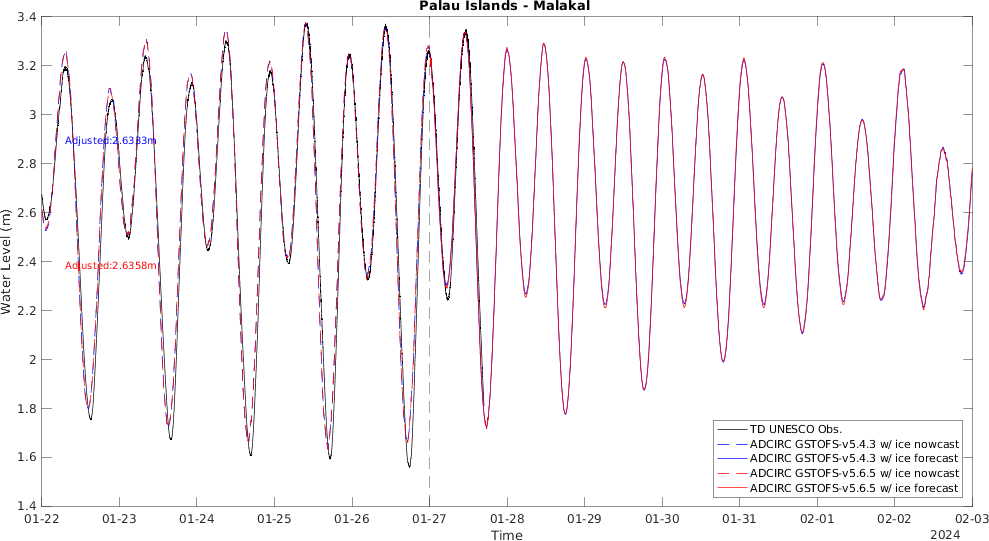 Palau Islands - Malakal
3.4
3.2
3
2.8
2.6
2.4
2.2
2
1.8
1.6
1.4
Water Level (m)
Adjusted:2.6333m
Adjusted:2.6358m
TD UNESCO Obs.
ADCIRC GSTOFS-v5.4.3 w/ ice nowcast
ADCIRC GSTOFS-v5.4.3 w/ ice forecast
ADCIRC GSTOFS-v5.6.5 w/ ice nowcast
ADCIRC GSTOFS-v5.6.5 w/ ice forecast
01-22 01-23 01-24 01-25 01-26 01-27 01-28 01-29 01-30 01-31 02-01 02-02 02-03
Time
2024